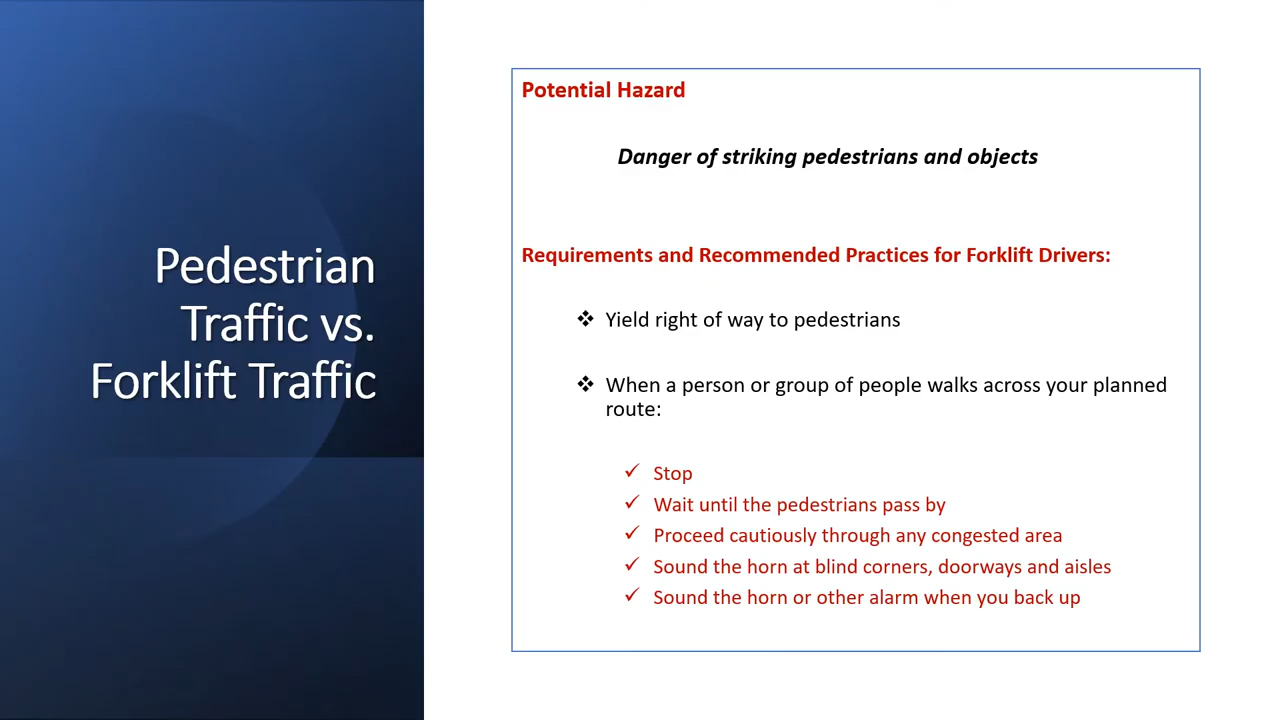 Pedestrian
Traffic vs.
Forklift Traffic
Potential Hazard
Danger of striking pedestrians and objects
Requirements and Recommended Practices for Forklift Drivers:
❖ Yield right of way to pedestrians
❖ When a person or group of people walks across your planned
route:
✓ Stop
✓ Wait until the pedestrians pass by
✓ Proceed cautiously through any congested area
✓ Sound the horn at blind corners, doorways and aisles
✓ Sound the horn or other alarm when you back up